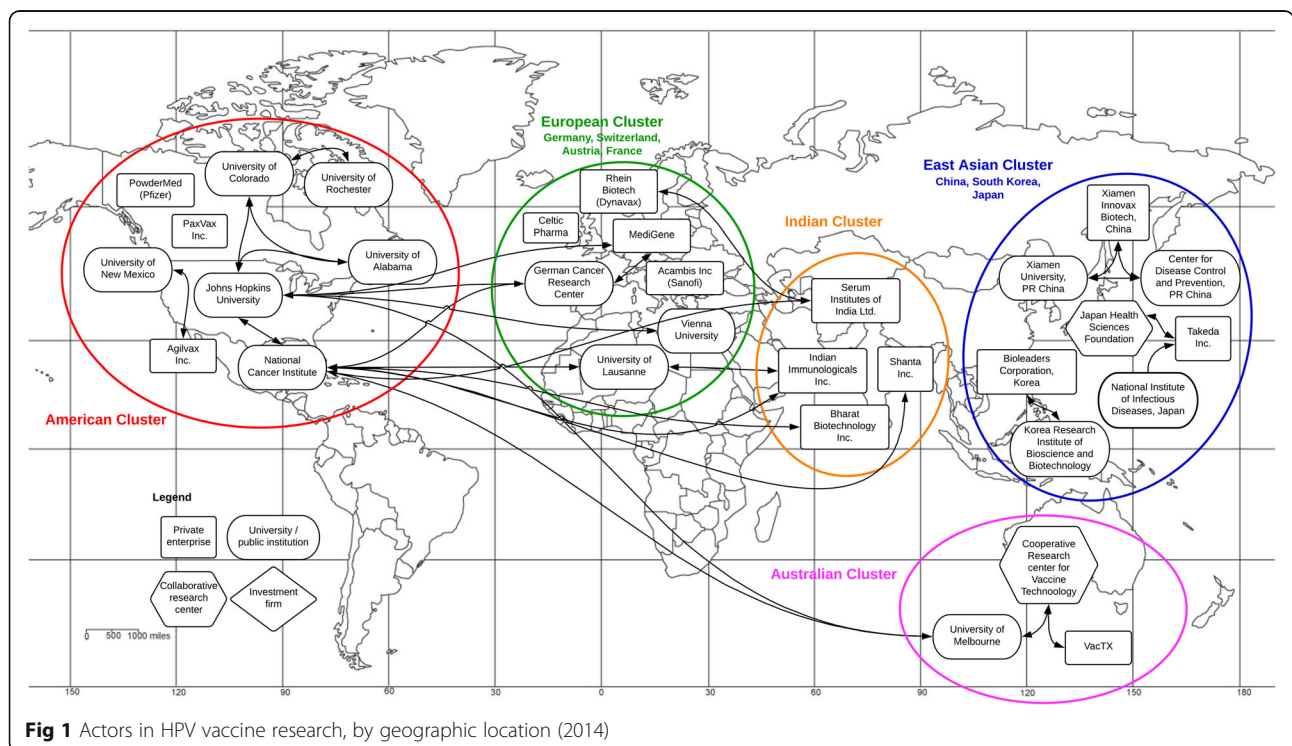 European Cluster
Germany, Switzerland,
Austria, France
East Asian Cluster
China, South Korea,
Japan
Indian Cluster
American Cluster
Australian Cluster
University of
Colorado
University of
Rochester
PowderMed
(Pfizer)
PaxVax
Inc.
University of
New Mexico
Johns Hopkins
University
University of
Alabama
Agilvax
Inc.
National
Cancer Institute
Rhein
Biotech
(Dynavax)
Celtic
Pharma
MediGene
German Cancer
Research
Center
Acambis Inc
(Sanofi)
Vienna
University
University of
Lausanne
Serum
Institutes of
India Ltd.
Indian
Immunologicals
Inc.
Shanta
Inc.
Bharat
Biotechnology
Inc.
Xiamen
Innovax
Biotech,
China
Xiamen
University,
PR China
Center for
Disease Control
and Prevention,
PR China
Japan Health
Sciences
Foundation
Takeda
Inc.
Bioleaders
Corporation,
Korea
National Institute
of Infectious
Diseases, Japan
Korea Research
Institute of
Bioscience and
Biotechnology
Cooperative
Research
center for
Vaccine
Technology
University of
Melbourne
VacTX
Legend
Private
enterprise
University /
public institution
Collaborative
research
center
Investment
firm
0 500 1000 miles
150 120 90 60 30 0 30 60 90 120 150 180
Fig 1 Actors in HPV vaccine research, by geographic location (2014)